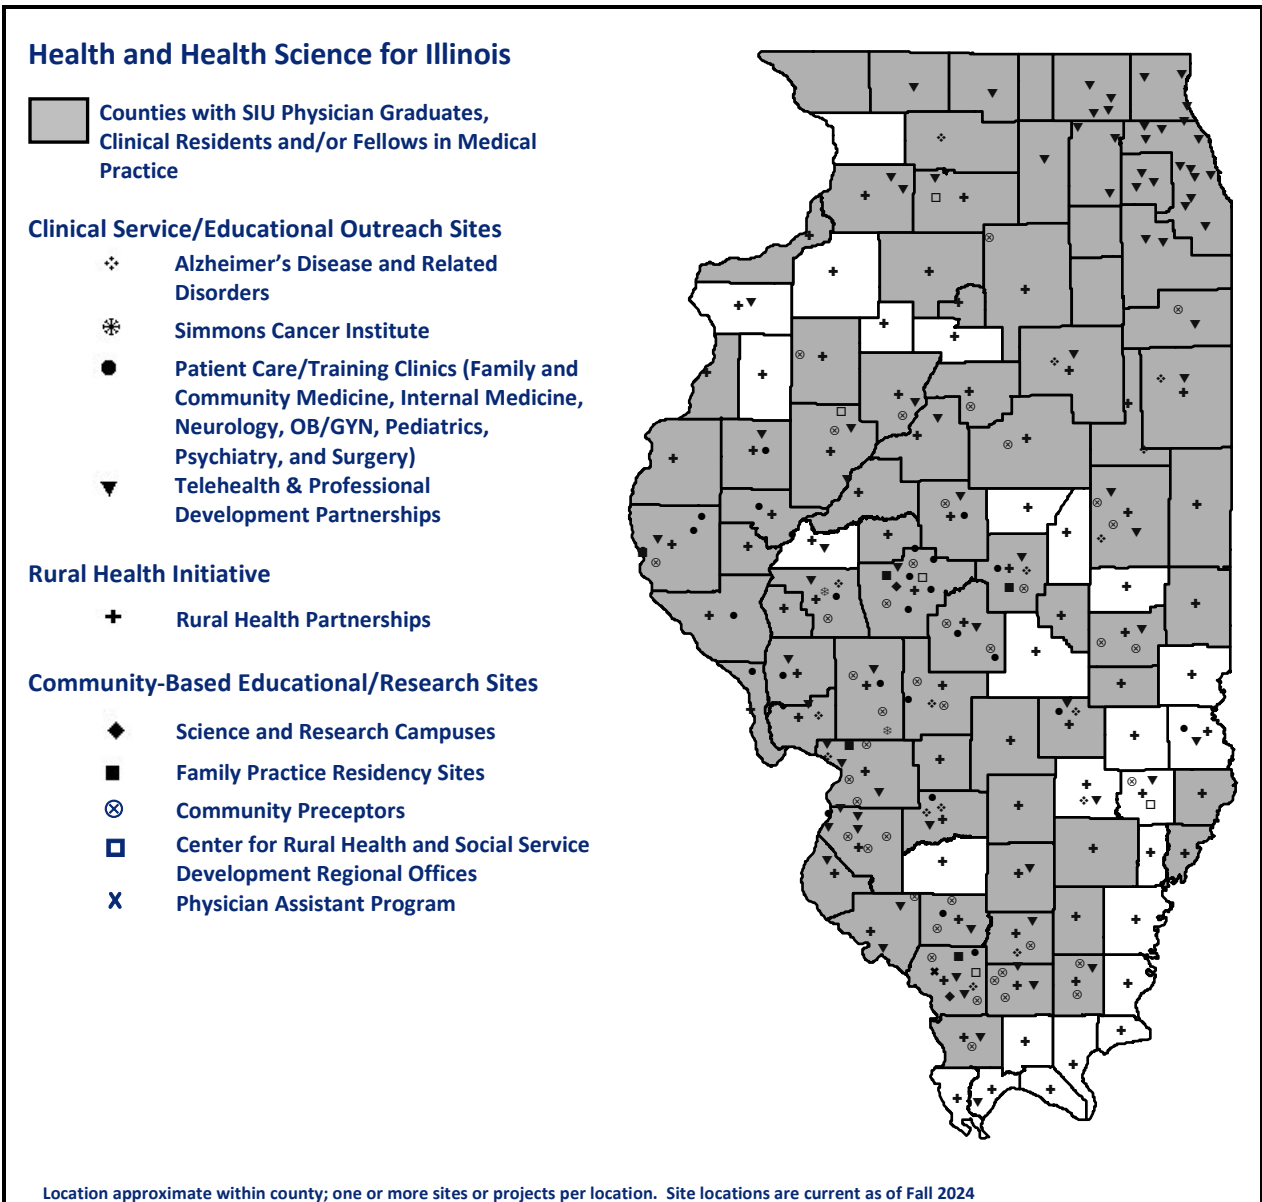 Health and Health Science for Illinois
Counties with SIU Physician Graduates,
Clinical Residents and/or Fellows in Medical
Practice
Clinical Service/Educational Outreach Sites
Alzheimer’s Disease and Related
Disorders
Simmons Cancer Institute
Patient Care/Training Clinics (Family and
Community Medicine, Internal Medicine,
Neurology, OB/GYN, Pediatrics,
Psychiatry, and Surgery)
Telehealth & Professional
Development Partnerships
Rural Health Initiative
Rural Health Partnerships
Community-Based Educational/Research Sites
Science and Research Campuses
Family Practice Residency Sites
Community Preceptors
Center for Rural Health and Social Service
Development Regional Offices
Physician Assistant Program
Location approximate within county; one or more sites or projects per location.  Site locations are current as of Fall 2024